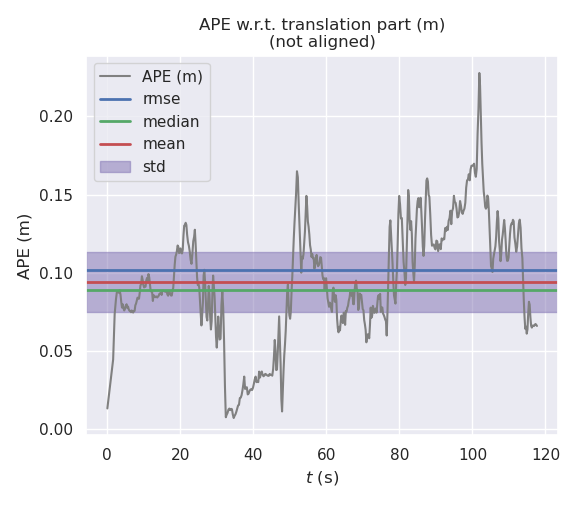 APE w.r.t. translation part (m)
(not aligned)
APE (m)
rmse
median
mean
std
APE (m)
0.20
0.15
0.10
0.05
0.00
0 20 40 60 80 100 120
t (s)